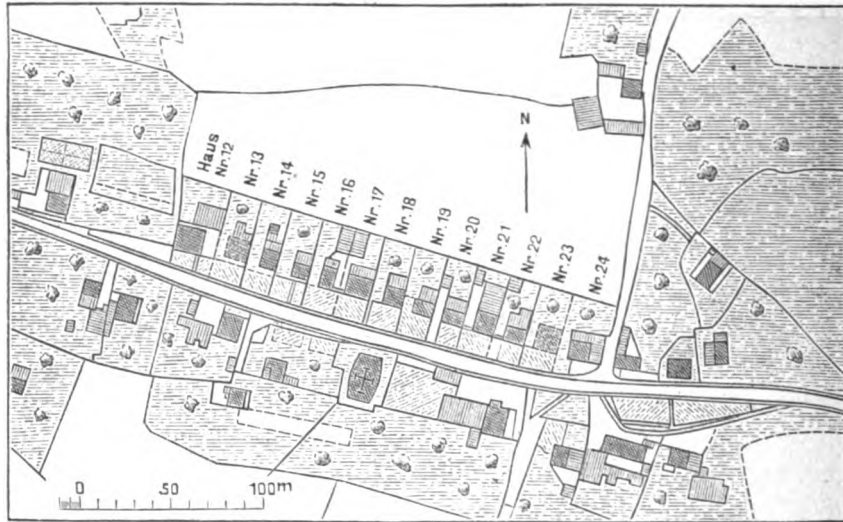 N
Haus
Nr. 12
Nr. 13
Nr. 14
Nr. 15
Nr. 16
Nr. 17
Nr. 18
Nr. 19
Nr. 20
Nr. 21
Nr. 22
Nr. 23
Nr. 24
0 50 100m